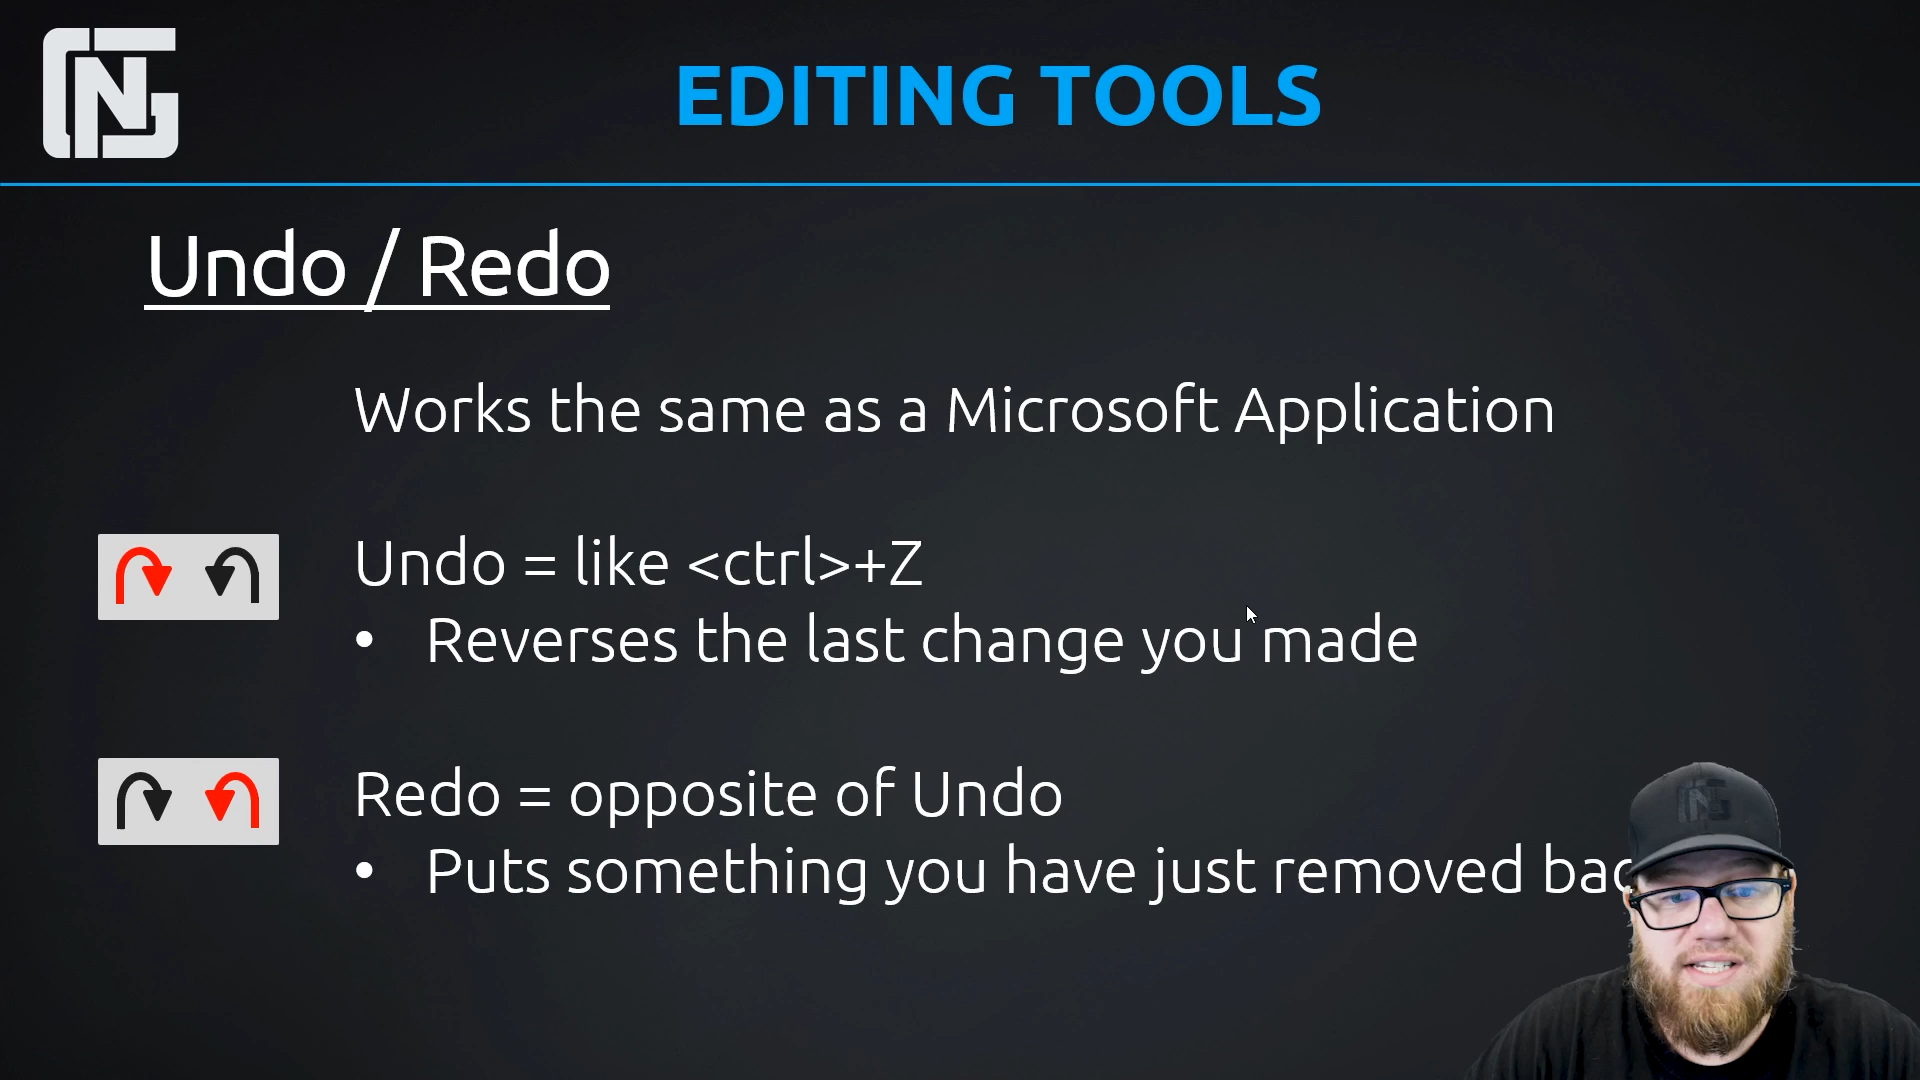 EDITING TOOLS
Undo / Redo
Works the same as a Microsoft Application
Undo = like <ctrl>+Z
• Reverses the last change you made
Redo = opposite of Undo
• Puts something you have just removed bac